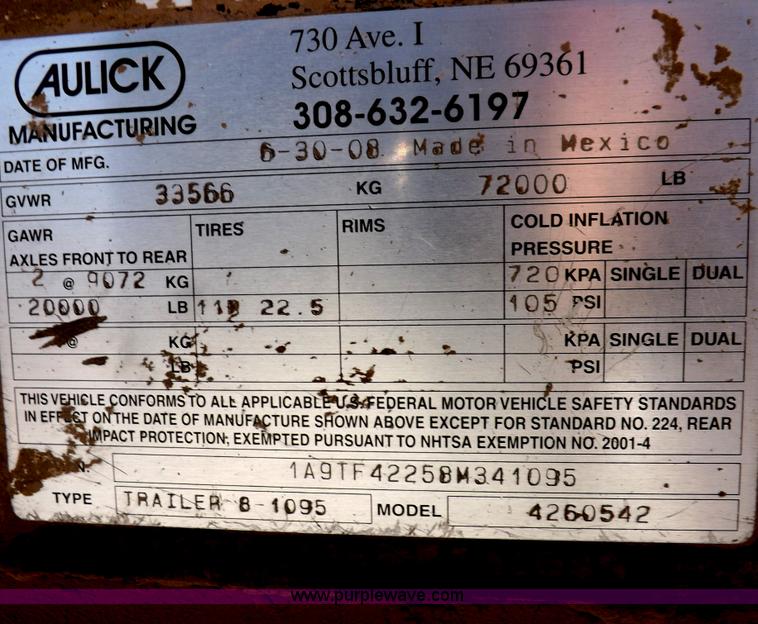 AULICK
MANUFACTURING
730 Ave. I
Scottsbluff, NE 69361
308-632-6197
DATE OF MFG. 6-30-08 Made in Mexico
GVWR 33566 KG 72000 LB
GAWR TIRES RIMS COLD INFLATION
AXLES FRONT TO REAR PRESSURE
2 @ 9072 KG 720 KPA SINGLE DUAL
20000 LB 22.5 105 PSI
@ KG KPA SINGLE DUAL
LB PSI
THIS VEHICLE CONFORMS TO ALL APPLICABLE U.S. FEDERAL MOTOR VEHICLE SAFETY STANDARDS
IN EFFECT ON THE DATE OF MANUFACTURE SHOWN ABOVE EXCEPT FOR STANDARD NO. 224, REAR
IMPACT PROTECTION, EXEMPTED PURSUANT TO NHTSA EXEMPTION NO. 2001-4
1A9TF42258M341095
TYPE TRAILER 8-1095 MODEL 4260542
www.purplewave.com